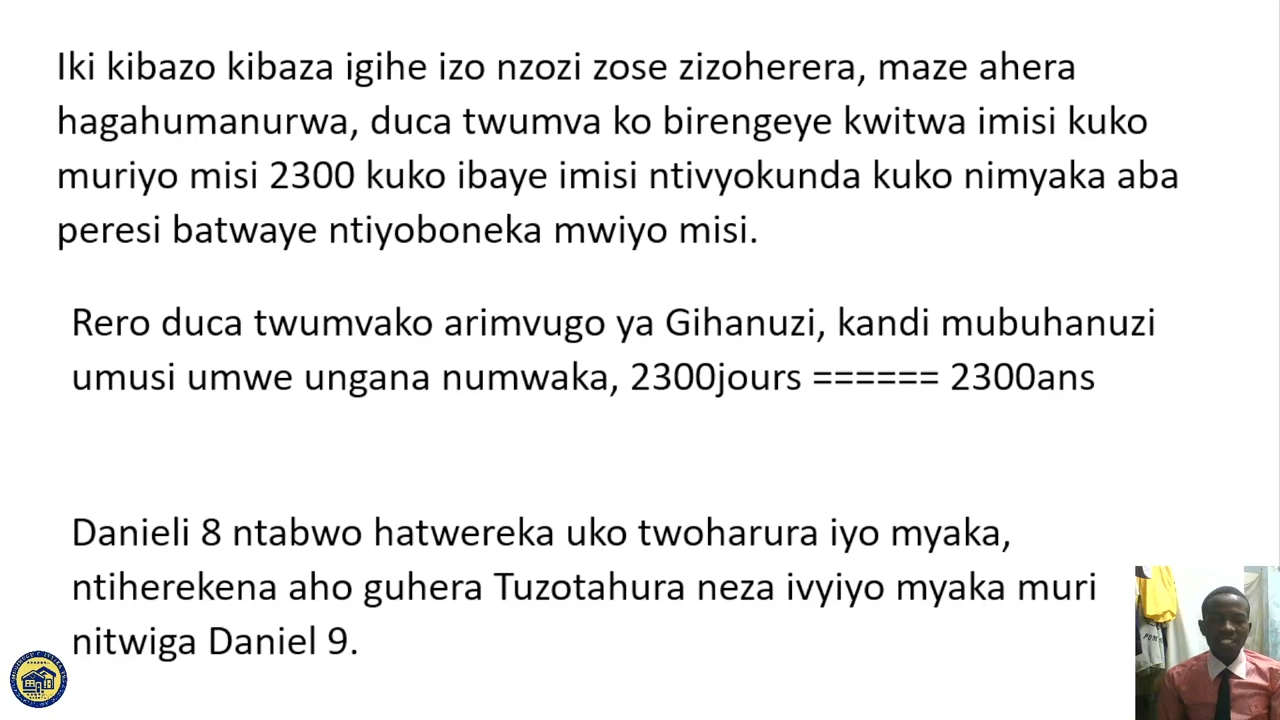 Iki kibazo kibaza igihe izo nzozi zose zizoherera, maze ahera
hagahumanurwa, duca twumva ko birengeye kwitwa imisi kuko
muriyo misi 2300 kuko ibaye imisi ntivyokunda kuko nimyaka aba
peresi batwaye ntiyoboneka mwiyo misi.
Rero duca twumvako arimvugo ya Gihanuzi, kandi mubuhanuzi
umusi umwe ungana numwaka, 2300jours ====== 2300ans
Danieli 8 ntabwo hatwereka uko twoharura iyo myaka,
ntiherekena aho guhera Tuzotahura neza ivyiyo myaka muri
nitwiga Daniel 9.